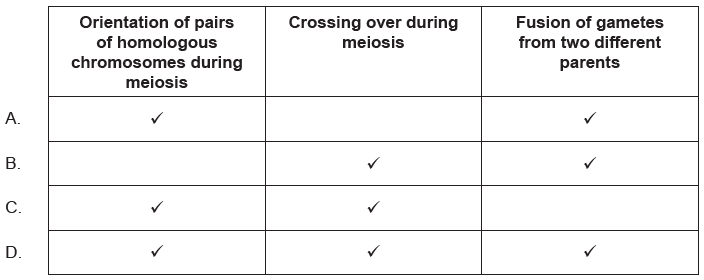 Orientation of pairs
of homologous
chromosomes during
meiosis
Crossing over during
meiosis
Fusion of gametes
from two different
parents
A. ✓ ✓
B. ✓ ✓
C. ✓ ✓
D. ✓ ✓ ✓